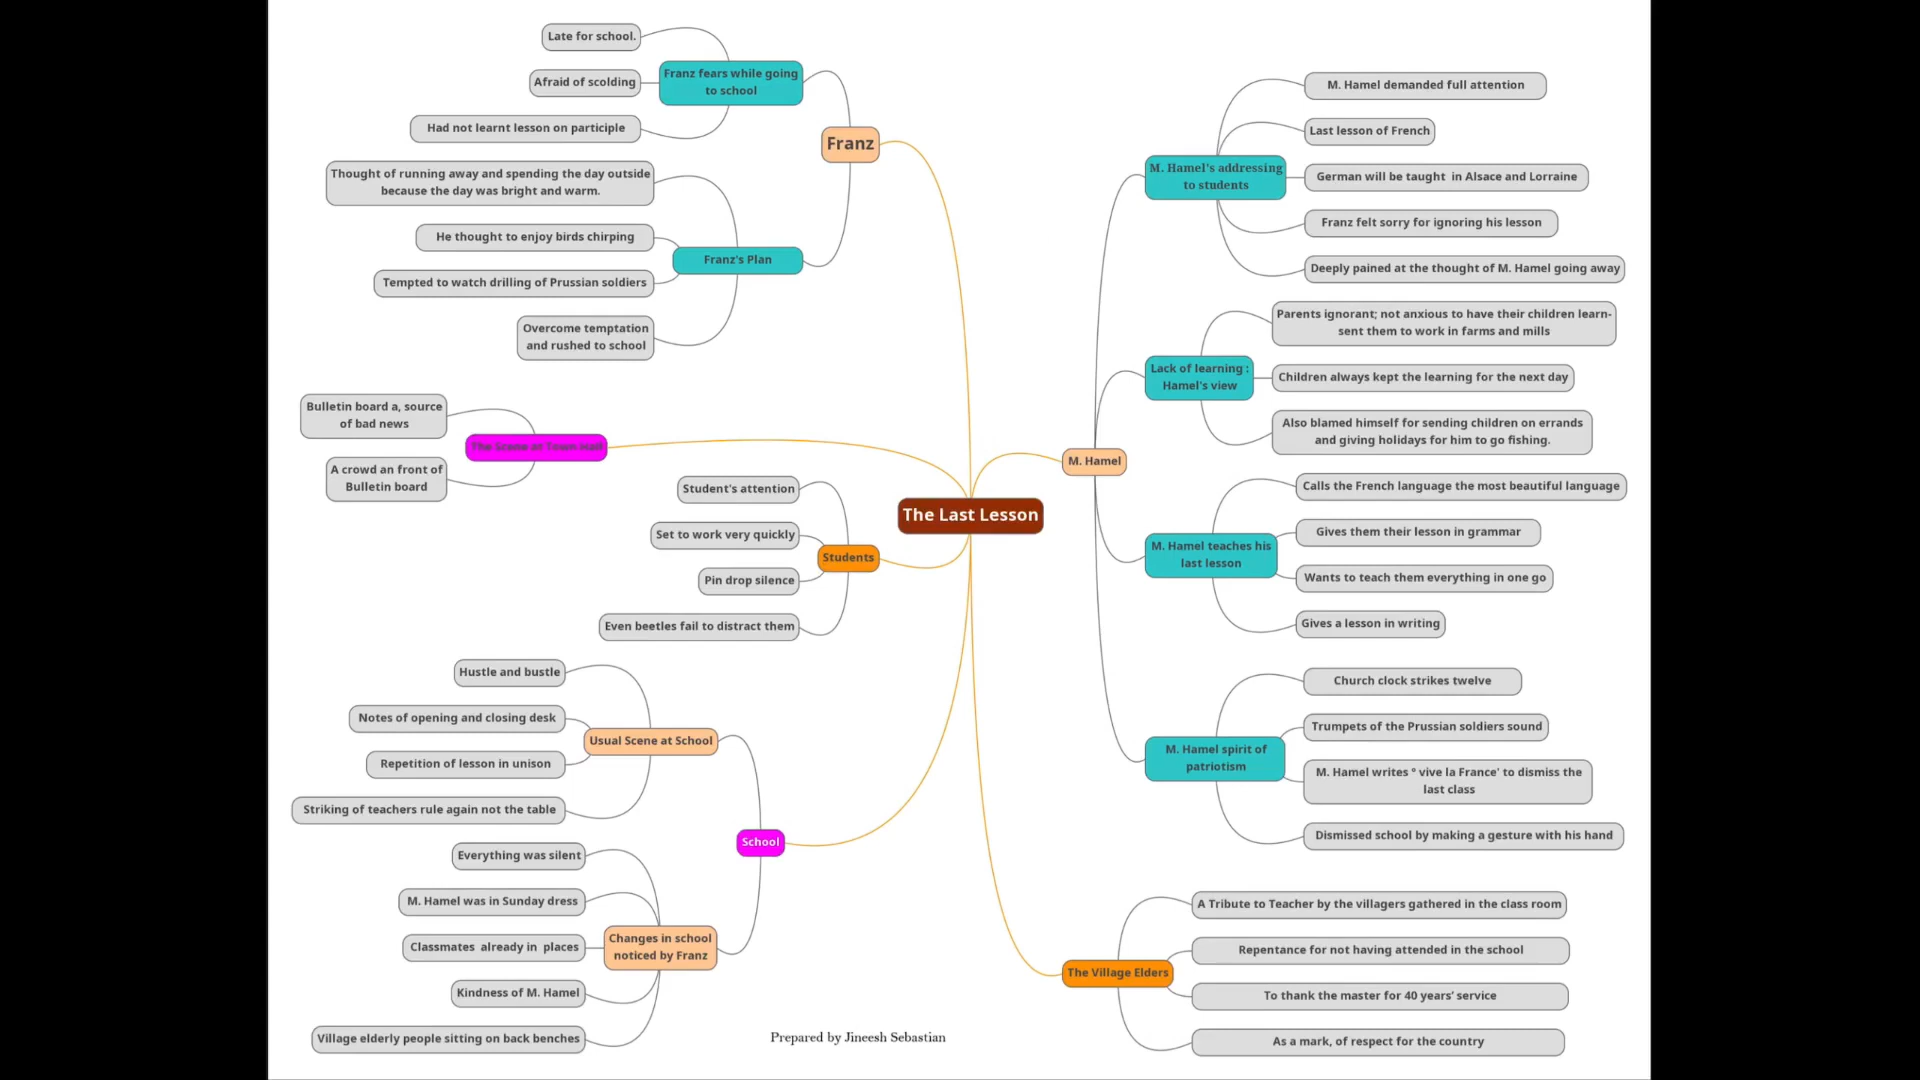 Late for school.
Afraid of scolding
Had not learnt lesson on participle
Franz fears while going
to school
Franz
Thought of running away and spending the day outside
because the day was bright and warm.
He thought to enjoy birds chirping
Tempted to watch drilling of Prussian soldiers
Overcome temptation
and rushed to school
Franz's Plan
Bulletin board a, source
of bad news
A crowd an front of
Bulletin board
The Scene at Town Hall
Student's attention
Set to work very quickly
Pin drop silence
Even beetles fail to distract them
Students
The Last Lesson
Hustle and bustle
Notes of opening and closing desk
Repetition of lesson in unison
Striking of teachers rule again not the table
Usual Scene at School
School
Everything was silent
M. Hamel was in Sunday dress
Classmates already in places
Kindness of M. Hamel
Village elderly people sitting on back benches
Changes in school
noticed by Franz
M. Hamel
M. Hamel's addressing
to students
M. Hamel demanded full attention
Last lesson of French
German will be taught in Alsace and Lorraine
Franz felt sorry for ignoring his lesson
Deeply pained at the thought of M. Hamel going away
Lack of learning :
Hamel's view
Parents ignorant; not anxious to have their children learn-
sent them to work in farms and mills
Children always kept the learning for the next day
Also blamed himself for sending children on errands
and giving holidays for him to go fishing.
M. Hamel teaches his
last lesson
Calls the French language the most beautiful language
Gives them their lesson in grammar
Wants to teach them everything in one go
Gives a lesson in writing
M. Hamel spirit of
patriotism
Church clock strikes twelve
Trumpets of the Prussian soldiers sound
M. Hamel writes ° vive la France' to dismiss the
last class
Dismissed school by making a gesture with his hand
The Village Elders
A Tribute to Teacher by the villagers gathered in the class room
Repentance for not having attended in the school
To thank the master for 40 years' service
As a mark, of respect for the country
Prepared by Jineesh Sebastian